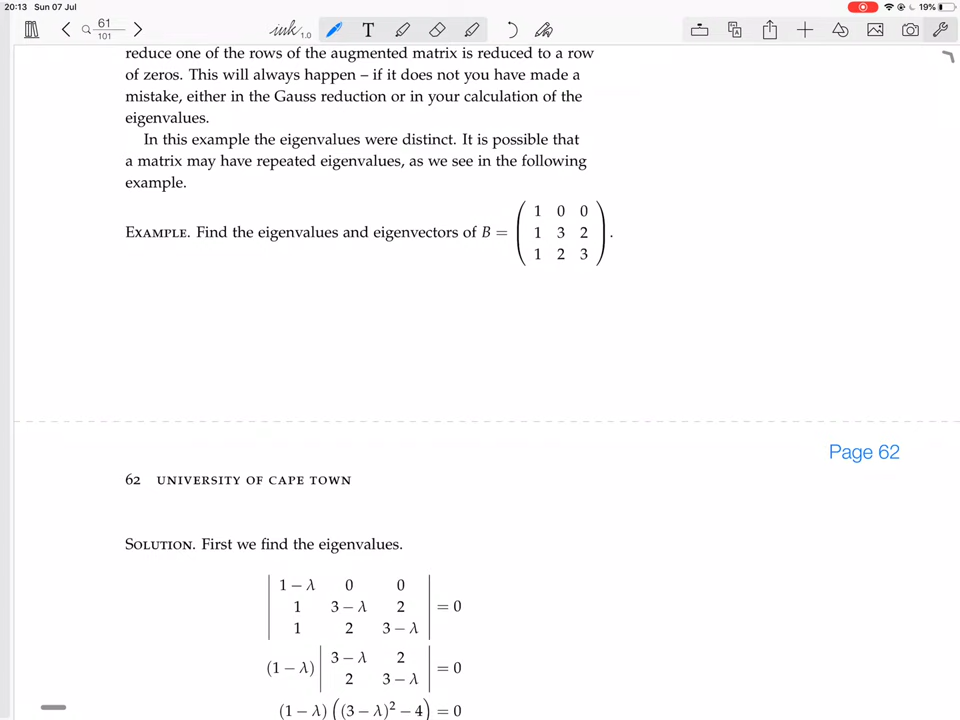 20:13 Sun 07 Jul
19%
61
101
ink 1.0
T
reduce one of the rows of the augmented matrix is reduced to a row
of zeros. This will always happen – if it does not you have made a
mistake, either in the Gauss reduction or in your calculation of the
eigenvalues.
In this example the eigenvalues were distinct. It is possible that
a matrix may have repeated eigenvalues, as we see in the following
example.
1 0 0
EXAMPLE. Find the eigenvalues and eigenvectors of B = ( 1 3 2 ) .
1 2 3
Page 62
62 UNIVERSITY OF CAPE TOWN
SOLUTION. First we find the eigenvalues.
| 1 − λ 0 0 |
| 1 3 − λ 2 | = 0
| 1 2 3 − λ |
(1 − λ) | 3 − λ 2 | = 0
| 2 3 − λ |
(1 − λ) ((3 − λ)² − 4) = 0